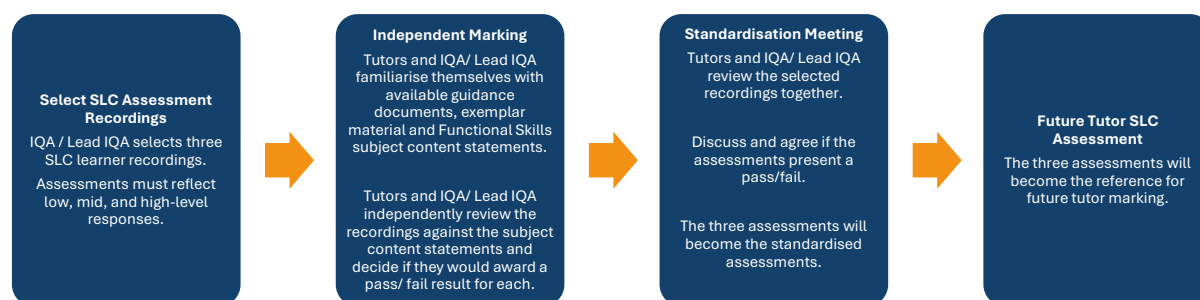 Select SLC Assessment
Recordings
IQA / Lead IQA selects three
SLC learner recordings.
Assessments must reflect
low, mid, and high-level
responses.
Independent Marking
Tutors and IQA/ Lead IQA
familiarise themselves with
available guidance
documents, exemplar
material and Functional Skills
subject content statements.
Tutors and IQA/ Lead IQA
independently review the
recordings against the subject
content statements and
decide if they would award a
pass/ fail result for each.
Standardisation Meeting
Tutors and IQA/ Lead IQA
review the selected
recordings together.
Discuss and agree if the
assessments present a
pass/fail.
The three assessments will
become the standardised
assessments.
Future Tutor SLC
Assessment
The three assessments will
become the reference for
future tutor marking.